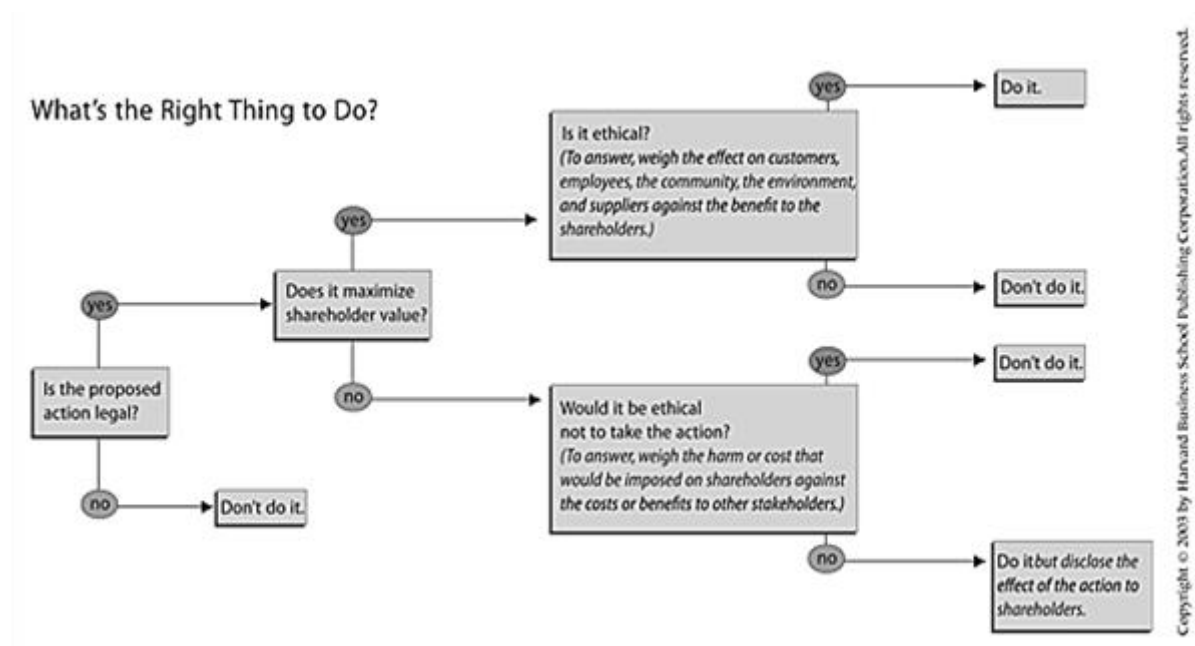 What's the Right Thing to Do?
Is the proposed
action legal?
yes
no
Don't do it.
Does it maximize
shareholder value?
yes
no
Is it ethical?
(To answer, weigh the effect on customers,
employees, the community, the environment,
and suppliers against the benefit to the
shareholders.)
yes
Do it.
no
Don't do it.
Would it be ethical
not to take the action?
(To answer, weigh the harm or cost that
would be imposed on shareholders against
the costs or benefits to other stakeholders.)
yes
Don't do it.
no
Do it but disclose the
effect of the action to
shareholders.
Copyright © 2003 by Harvard Business School Publishing Corporation. All rights reserved.